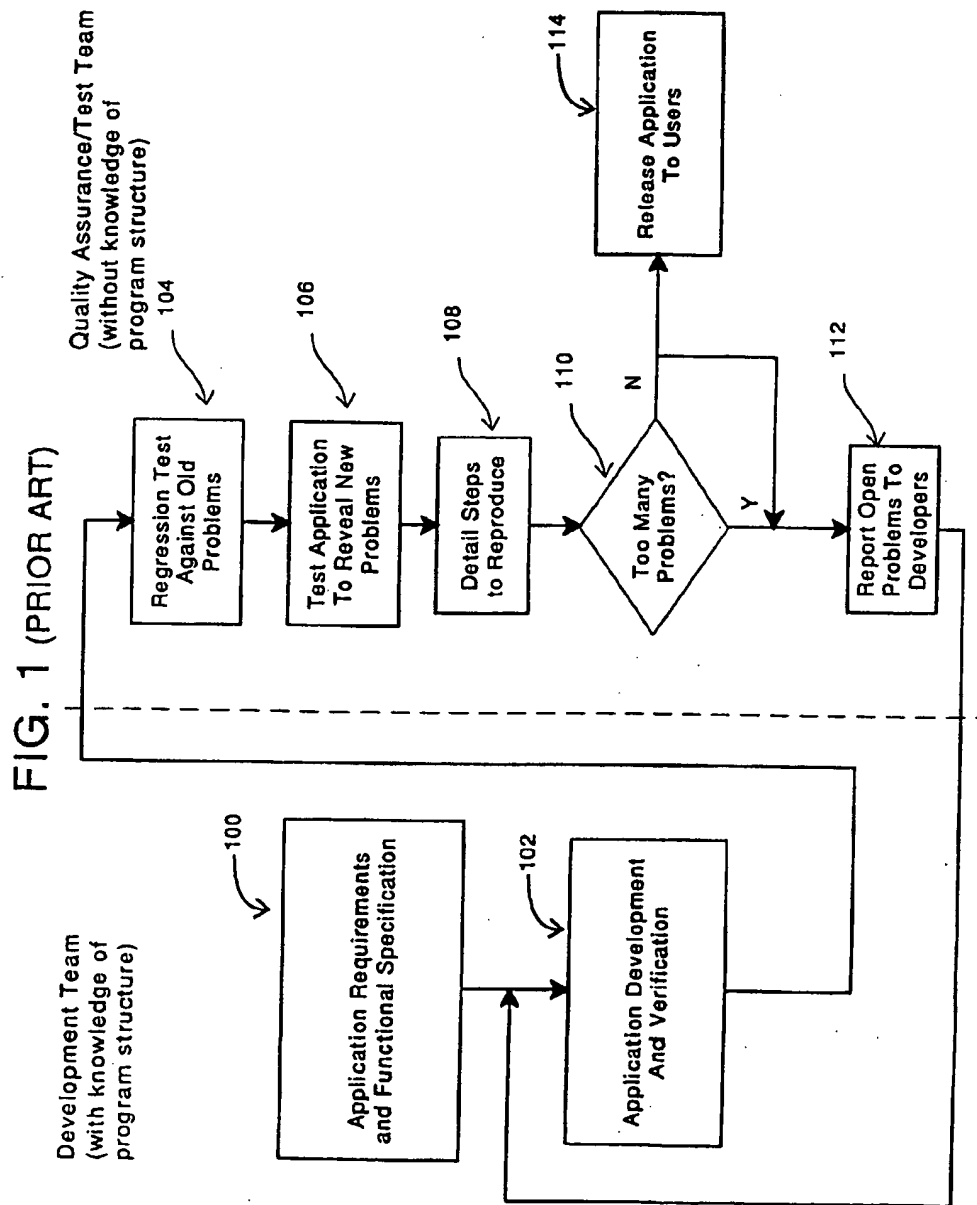 FIG. 1 (PRIOR ART)
Development Team
(with knowledge of
program structure)
100
Application Requirements
and Functional Specification
102
Application Development
And Verification
Quality Assurance/Test Team
(without knowledge of
program structure)
104
Regression Test
Against Old
Problems
106
Test Application
To Reveal New
Problems
108
Detail Steps
to Reproduce
110
Too Many
Problems?
N
Y
112
Report Open
Problems To
Developers
114
Release Application
To Users